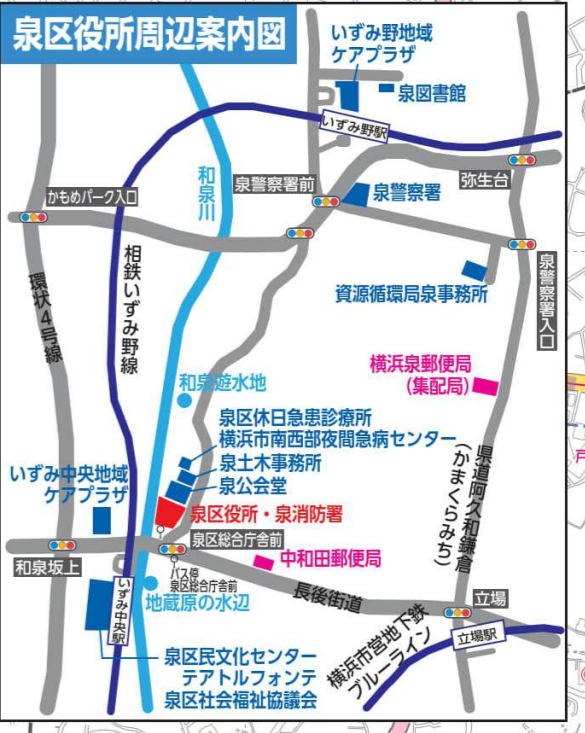 泉区役所周辺案内図
いずみ野地域
ケアプラザ
泉図書館
いずみ野駅
和泉川
泉警察署前
泉警察署
弥生台
かもめパーク入口
相鉄いずみ野線
環状4号線
資源循環局泉事務所
泉警察署入口
横浜泉郵便局
(集配局)
和泉遊水地
泉区休日急患診療所
横浜市南西部夜間急病センター
泉土木事務所
泉公会堂
いずみ中央地域
ケアプラザ
泉区役所・泉消防署
県道阿久和鎌倉
(かまくらみち)
泉区総合庁舎前
和泉坂上
バス停
泉区総合庁舎前
中和田郵便局
地蔵原の水辺
いずみ中央駅
長後街道
立場
立場駅
横浜市営地下鉄
ブルーライン
泉区民文化センター
テアトルフォンテ
泉区社会福祉協議会